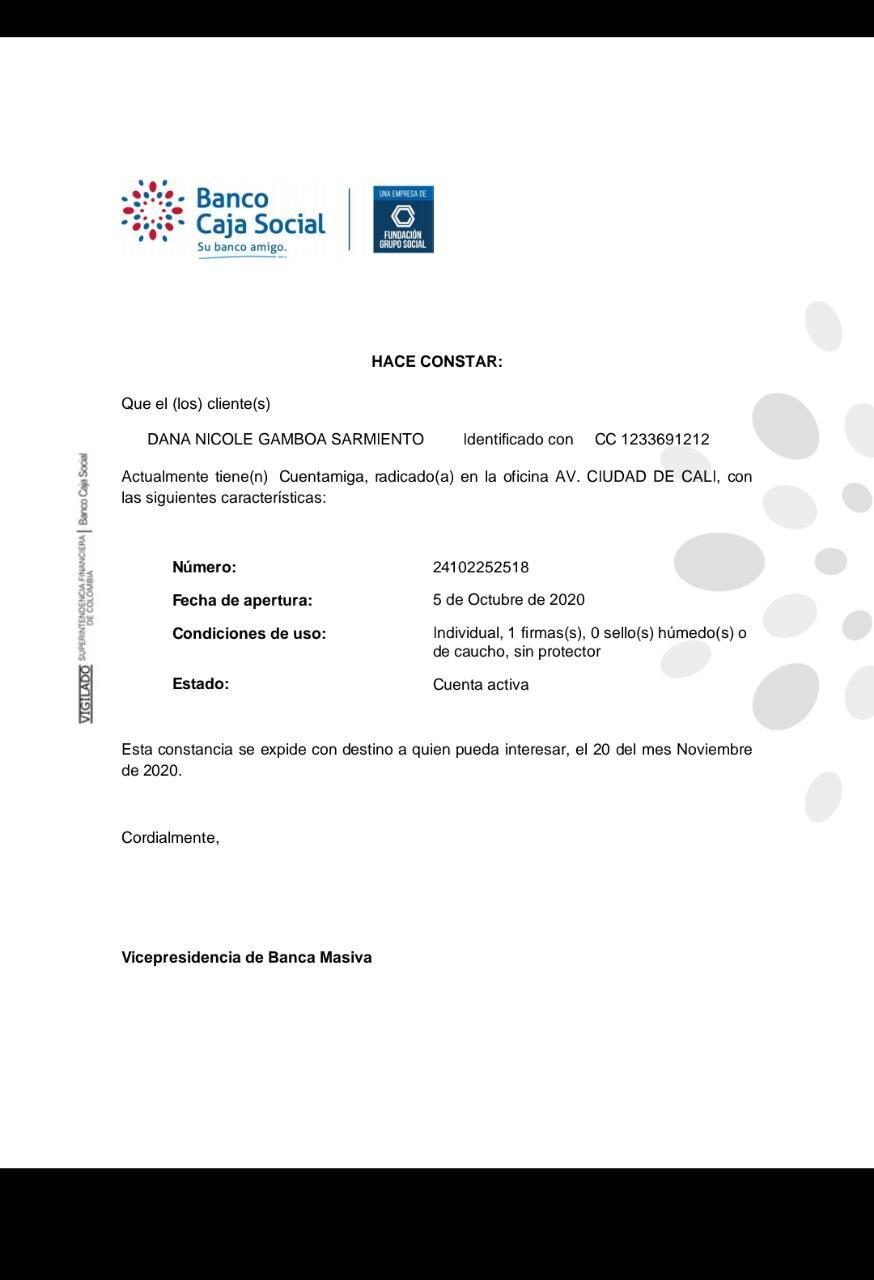 Banco
Caja Social
Su banco amigo.
UNA EMPRESA DE
FUNDACIÓN
GRUPO SOCIAL
HACE CONSTAR:
Que el (los) cliente(s)
DANA NICOLE GAMBOA SARMIENTO Identificado con CC 1233691212
Actualmente tiene(n) Cuentamiga, radicado(a) en la oficina AV. CIUDAD DE CALI, con
las siguientes características:
Número: 24102252518
Fecha de apertura: 5 de Octubre de 2020
Condiciones de uso: Individual, 1 firmas(s), 0 sello(s) húmedo(s) o
de caucho, sin protector
Estado: Cuenta activa
Esta constancia se expide con destino a quien pueda interesar, el 20 del mes Noviembre
de 2020.
Cordialmente,
Vicepresidencia de Banca Masiva
VIGILADO SUPERINTENDENCIA FINANCIERA DE COLOMBIA | Banco Caja Social